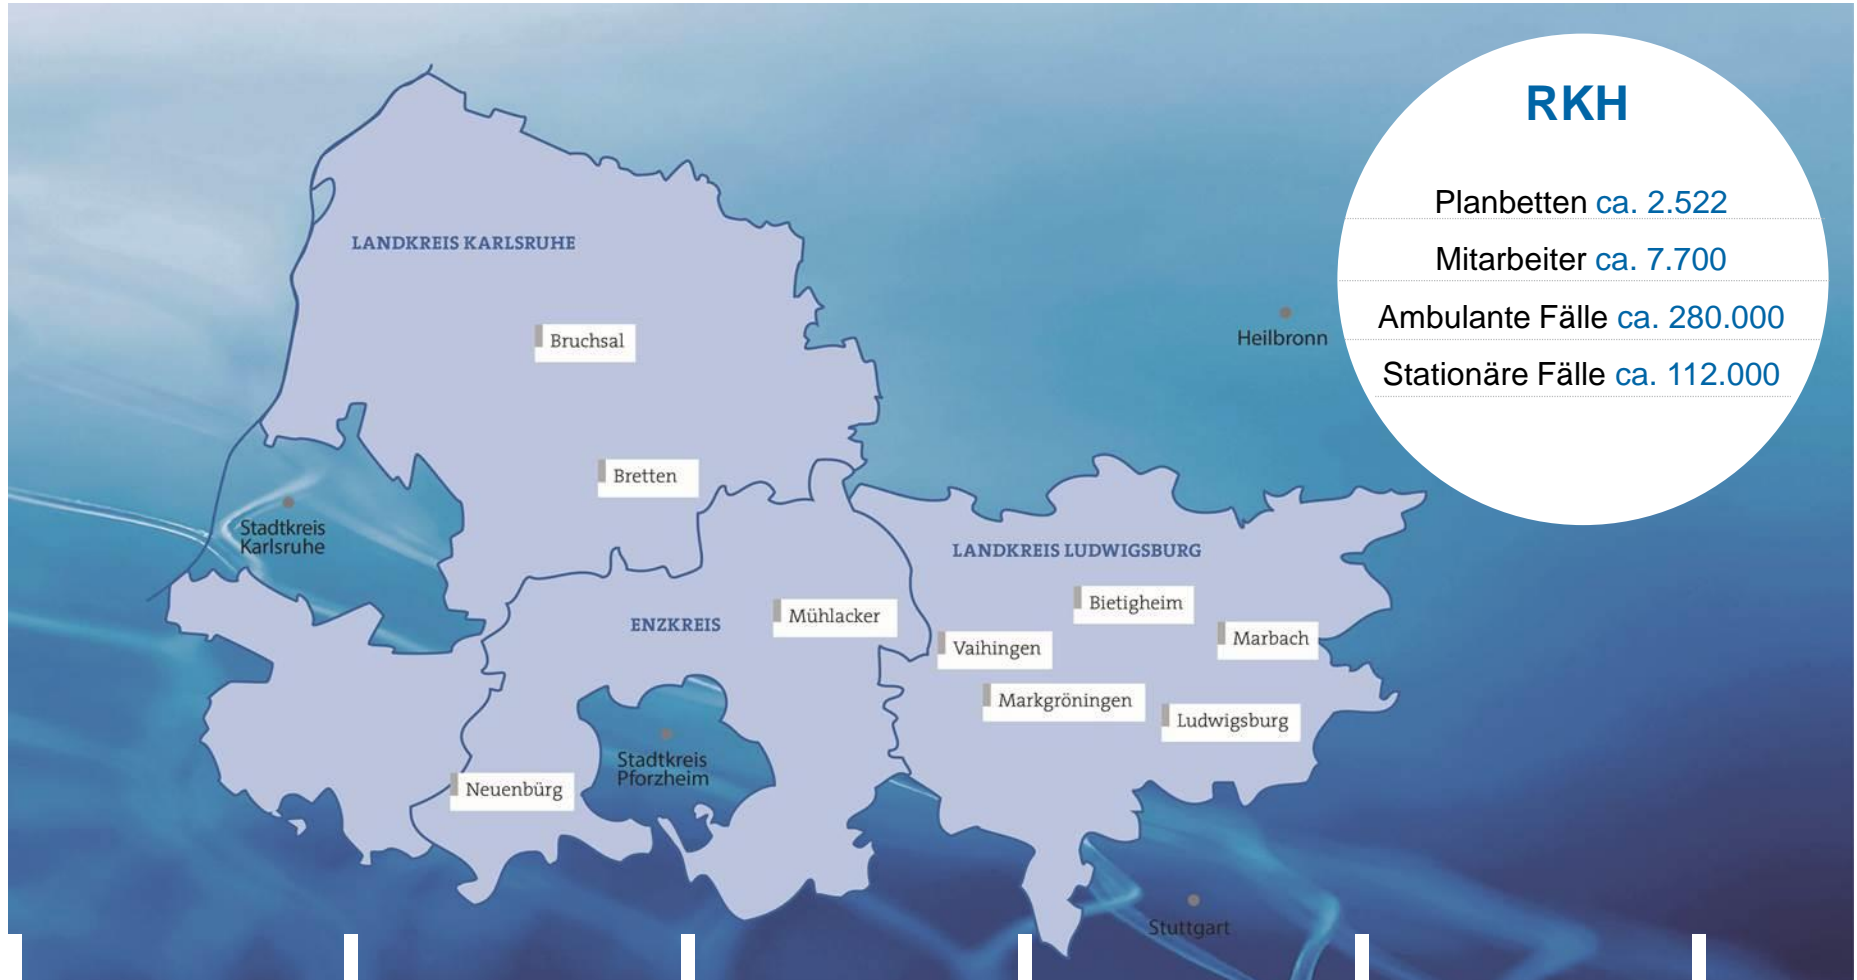 RKH
Planbetten ca. 2.522
Mitarbeiter ca. 7.700
Ambulante Fälle ca. 280.000
Stationäre Fälle ca. 112.000
LANDKREIS KARLSRUHE
Bruchsal
Heilbronn
Bretten
Stadtkreis
Karlsruhe
LANDKREIS LUDWIGSBURG
Bietigheim
Mühlacker
ENZKREIS
Marbach
Vaihingen
Markgröningen
Ludwigsburg
Stadtkreis
Pforzheim
Neuenbürg
Stuttgart